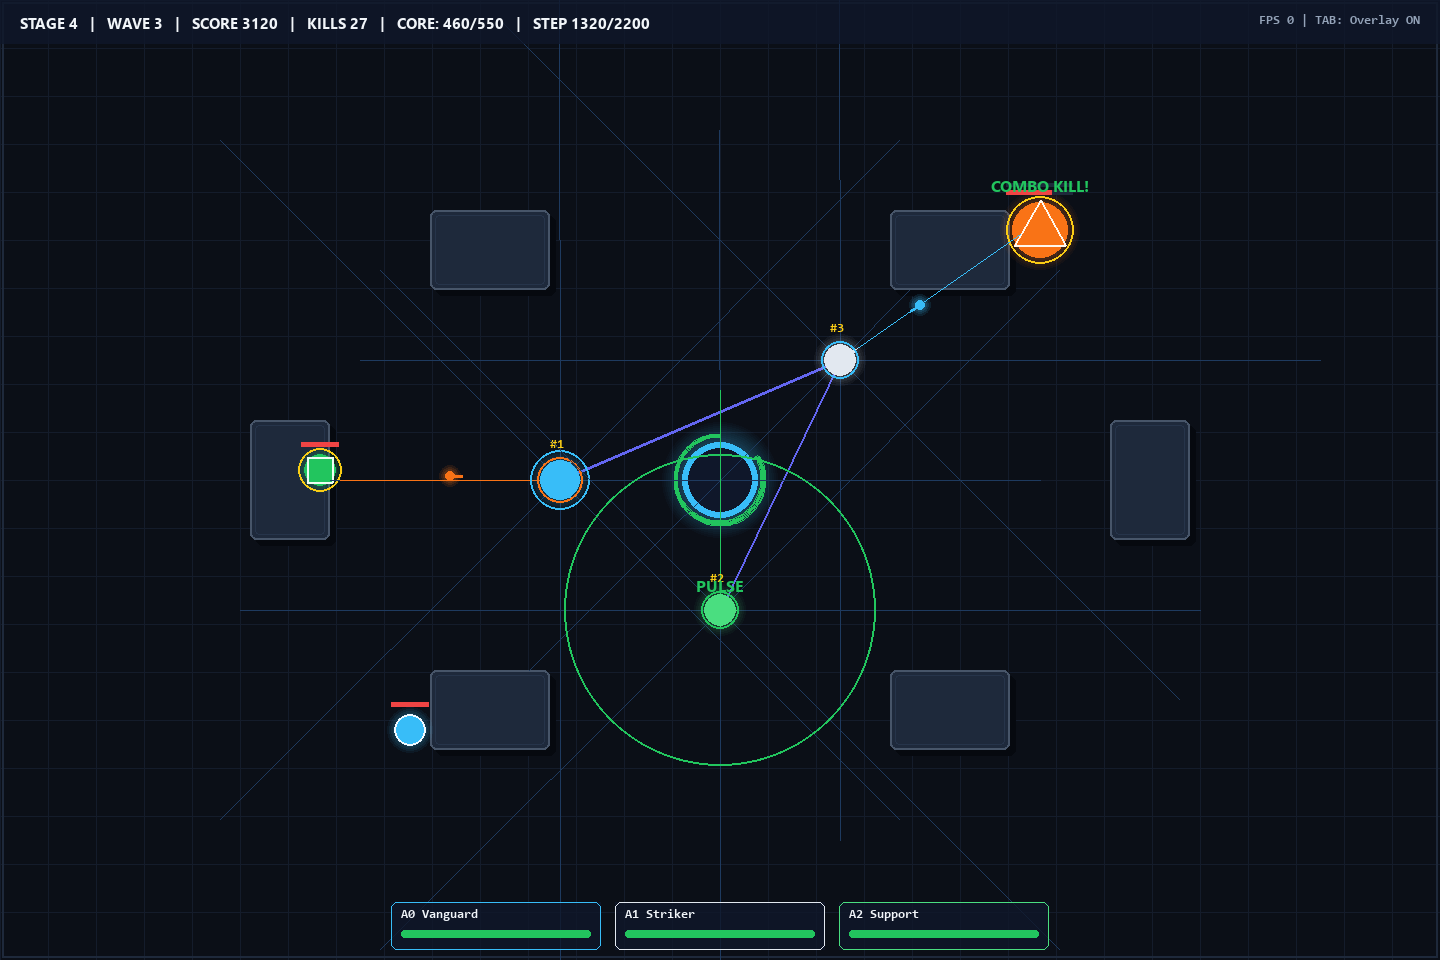 STAGE 4 | WAVE 3 | SCORE 3120 | KILLS 27 | CORE: 460/550 | STEP 1320/2200
FPS 0 | TAB: Overlay ON
COMBO KILL!
#3
#1
#2
PULSE
A0 Vanguard
A1 Striker
A2 Support